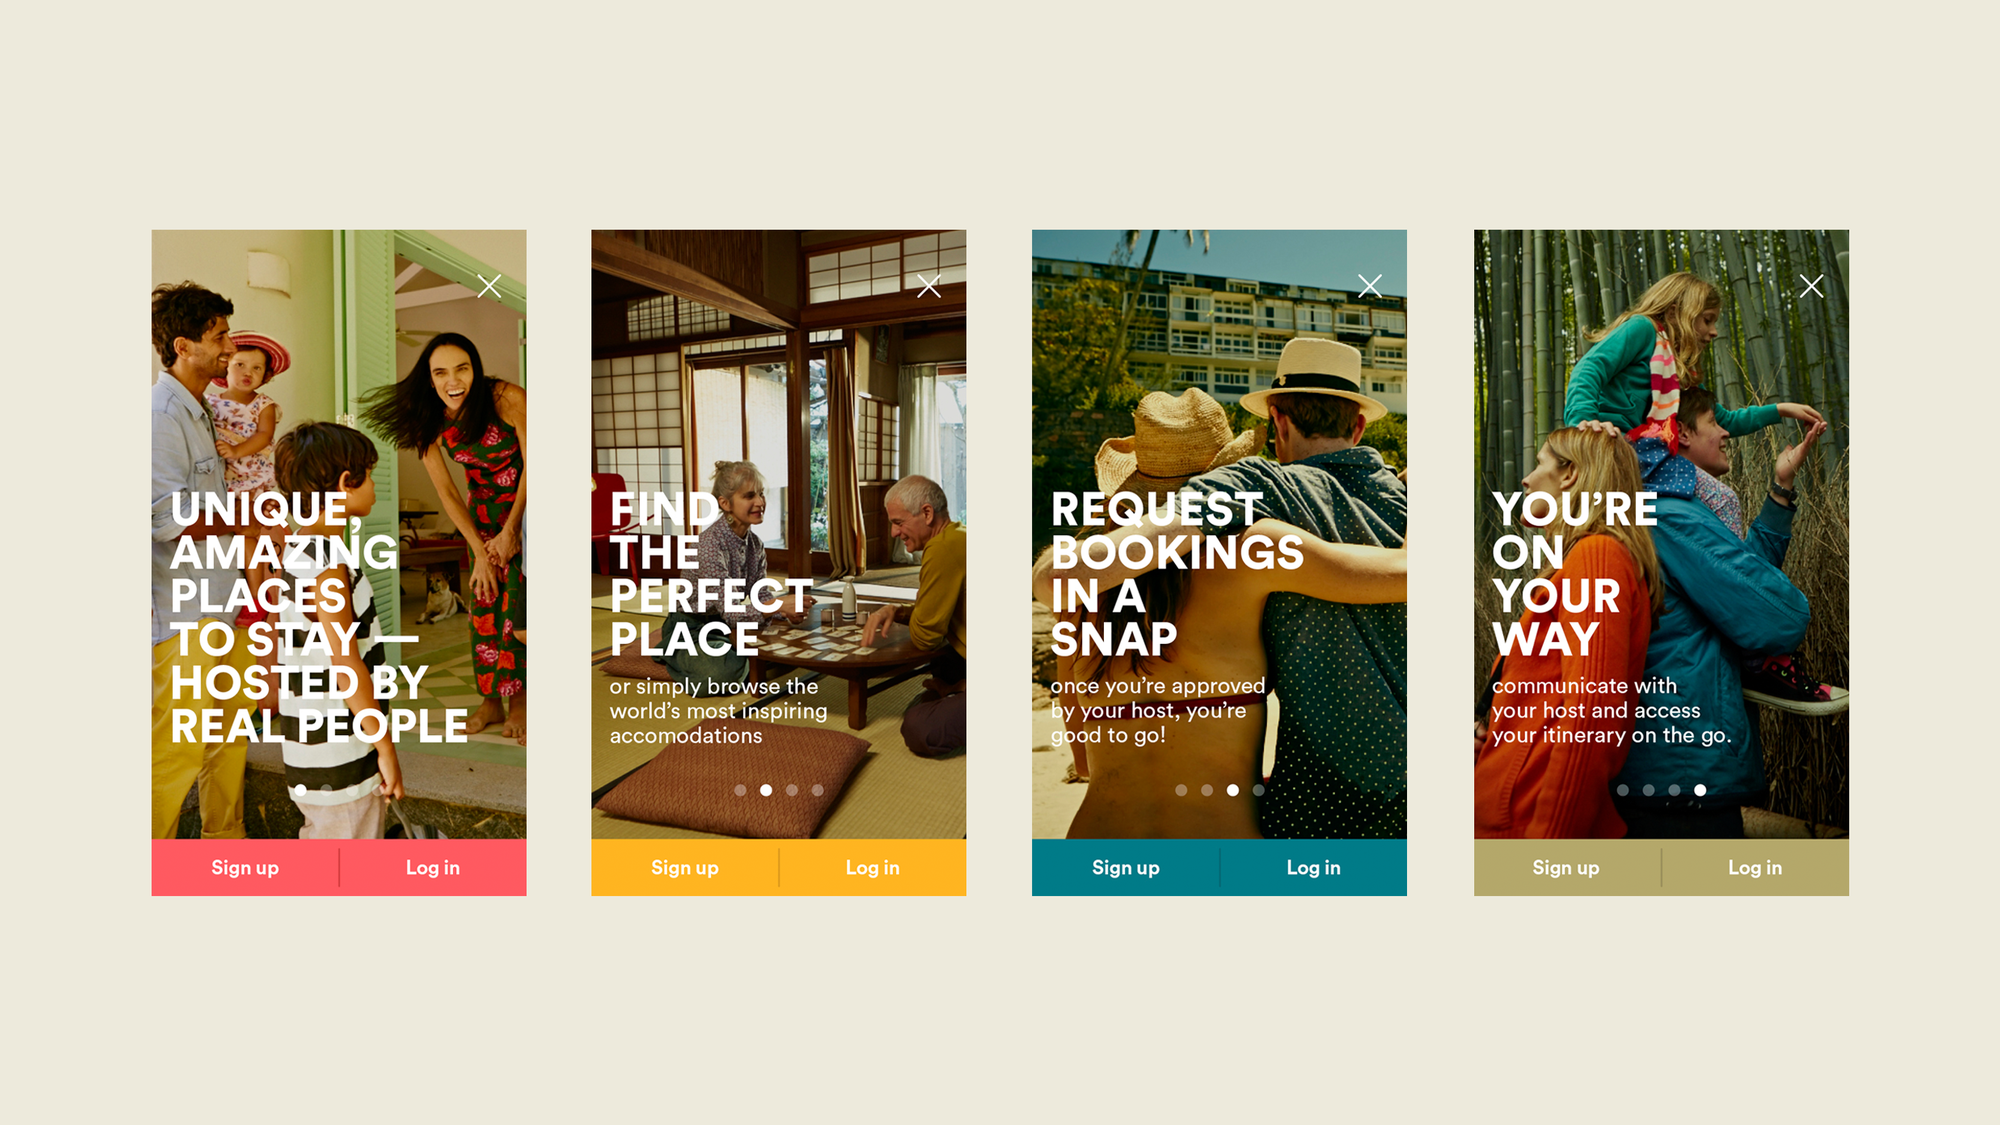 UNIQUE,
AMAZING
PLACES
TO STAY —
HOSTED BY
REAL PEOPLE
Sign up
Log in
FIND
THE
PERFECT
PLACE
or simply browse the
world’s most inspiring
accomodations
Sign up
Log in
REQUEST
BOOKINGS
IN A
SNAP
once you’re approved
by your host, you’re
good to go!
Sign up
Log in
YOU’RE
ON
YOUR
WAY
communicate with
your host and access
your itinerary on the go.
Sign up
Log in